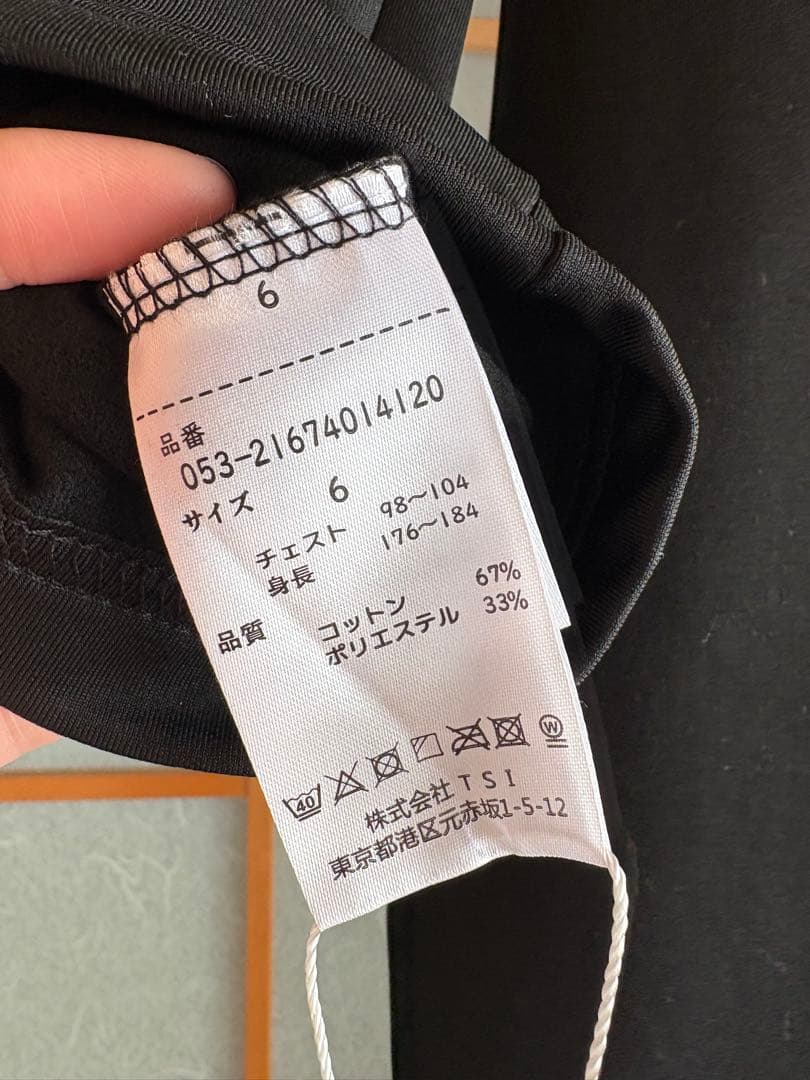 6
品番
053-21674014120
サイズ 6
チェスト 98〜104
身長 176〜184
品質 コットン 67%
ポリエステル 33%
40 W
株式会社TSI
東京都港区元赤坂1-5-12